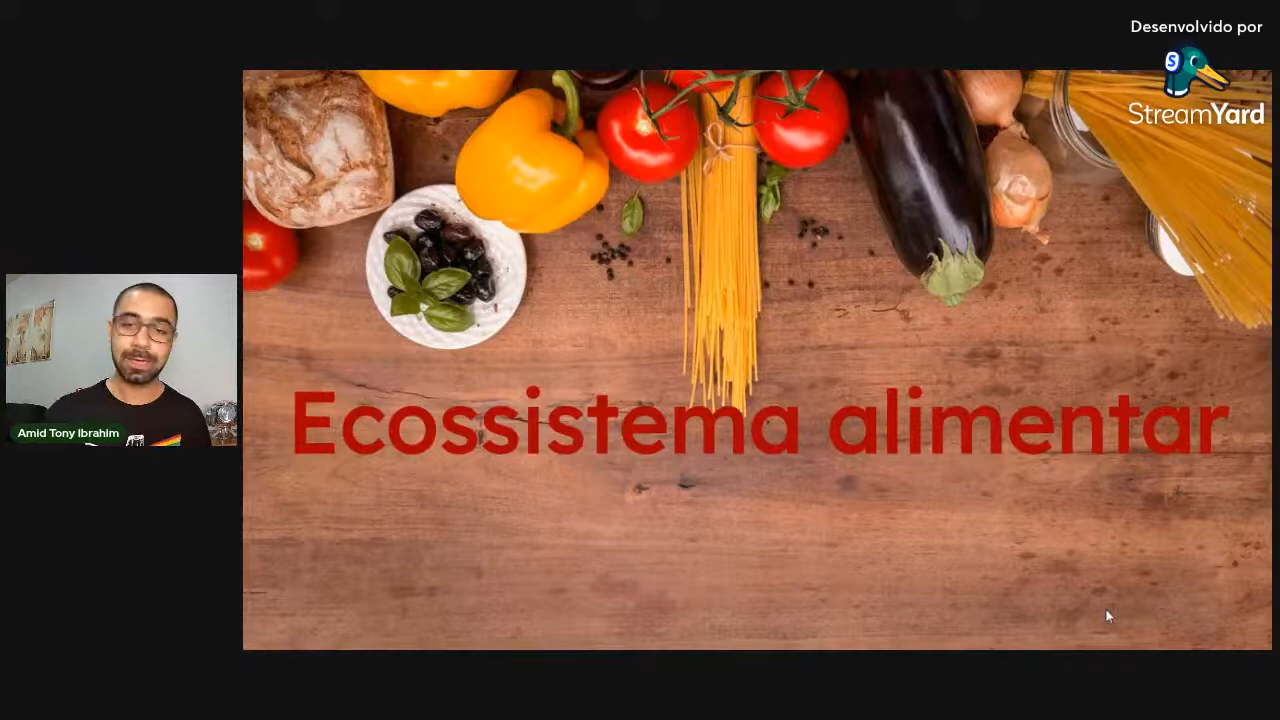 Desenvolvido por
StreamYard
Ecossistema alimentar
Amid Tony Ibrahim